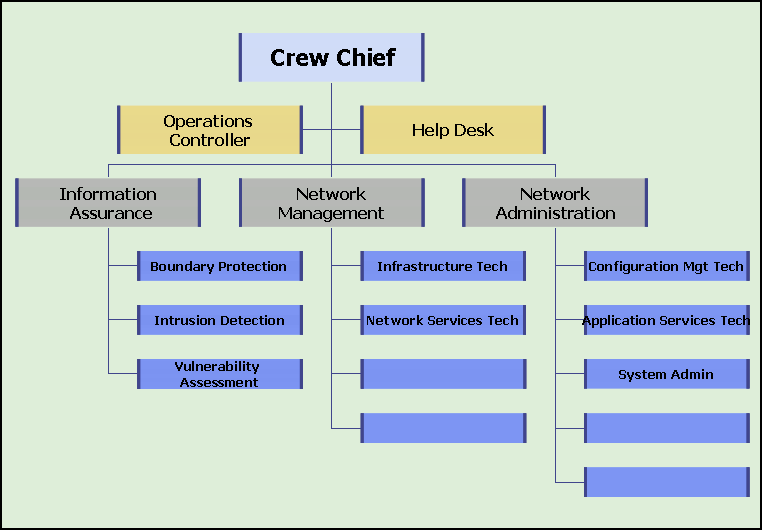 Crew Chief
Operations
Controller
Help Desk
Information
Assurance
Network
Management
Network
Administration
Boundary Protection
Intrusion Detection
Vulnerability
Assessment
Infrastructure Tech
Network Services Tech
Configuration Mgt Tech
Application Services Tech
System Admin